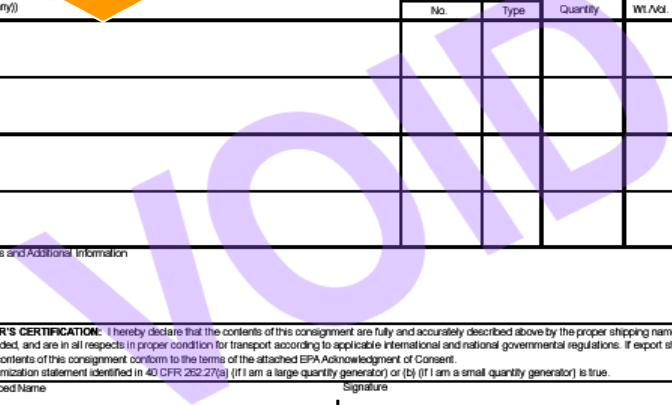 No. Type Quantity Wt./Vol.
VOID
s and Additional Information
R'S CERTIFICATION: I hereby declare that the contents of this consignment are fully and accurately described above by the proper shipping nam
ded, and are in all respects in proper condition for transport according to applicable international and national governmental regulations. If export sh
contents of this consignment conform to the terms of the attached EPA Acknowledgment of Consent.
mization statement identified in 40 CFR 262.27(a) (if I am a large quantity generator) or (b) (if I am a small quantity generator) is true.
ped Name Signature